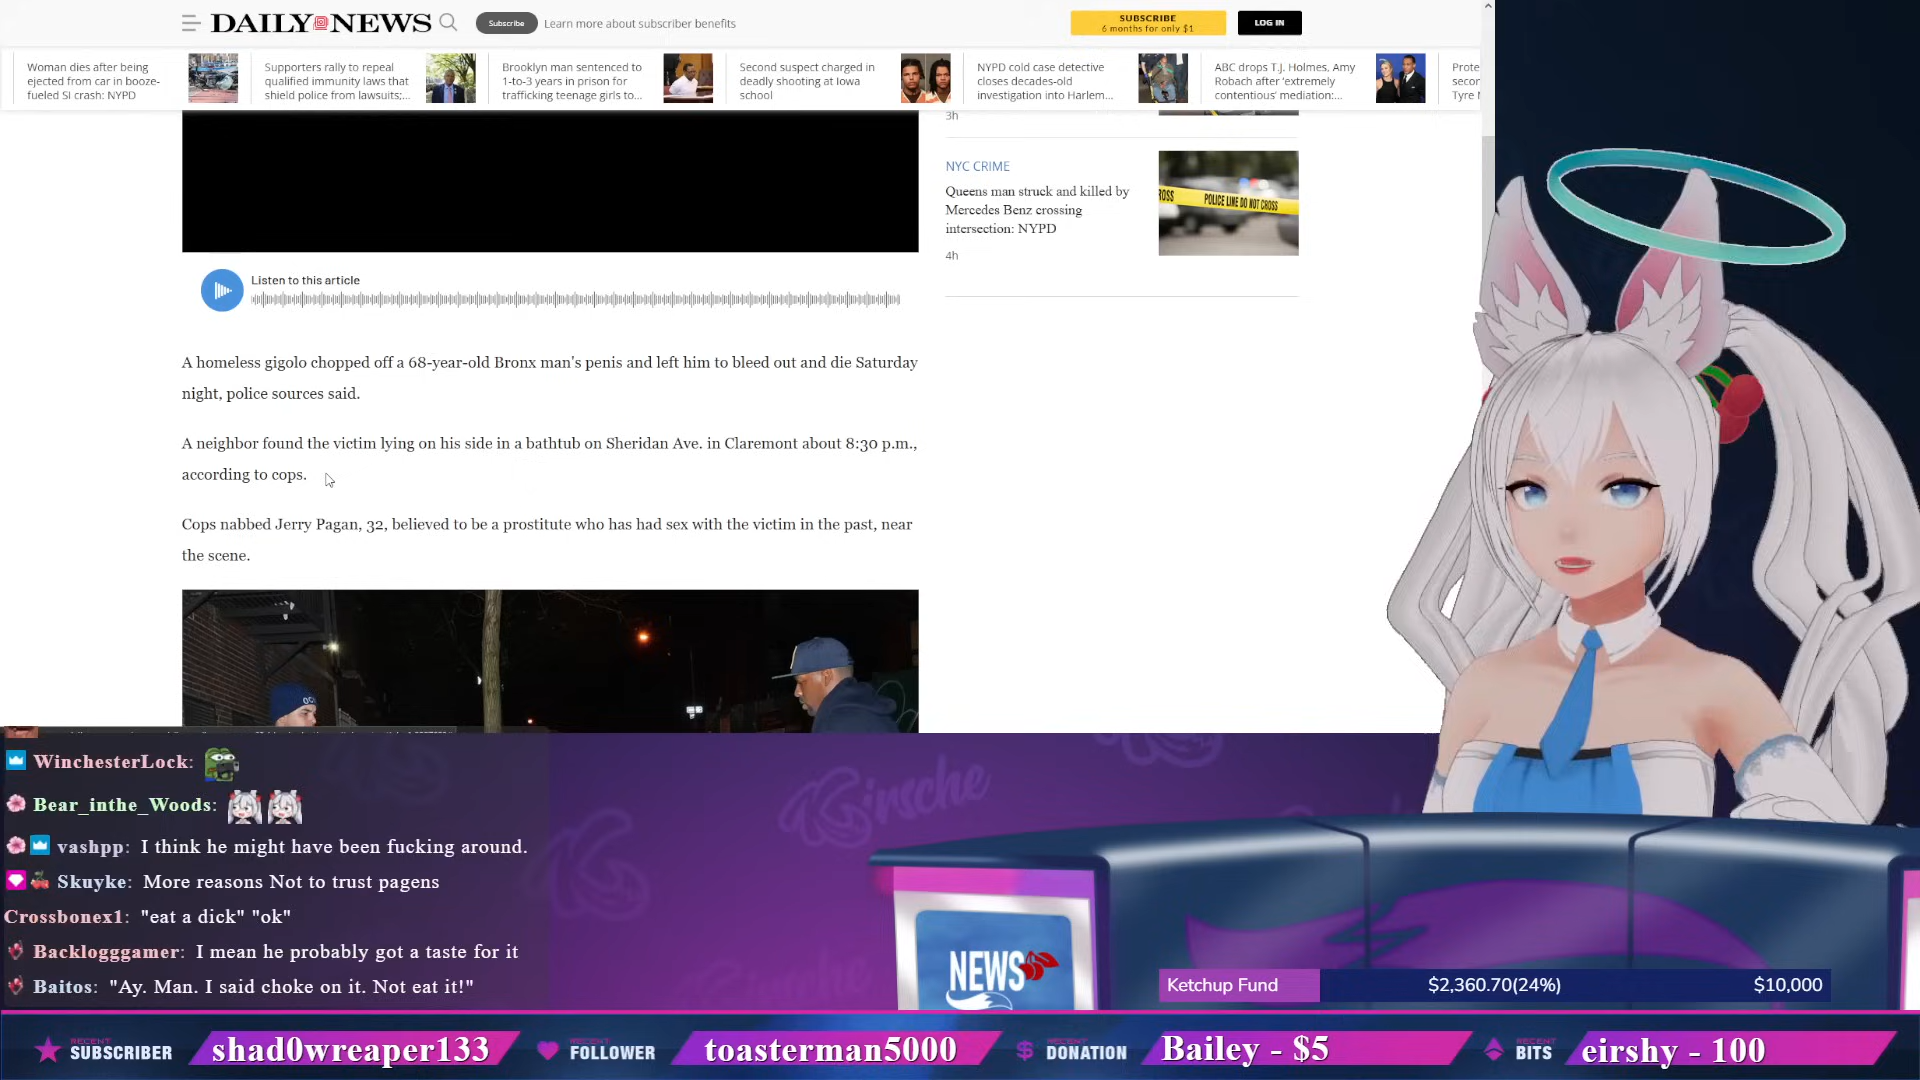 DAILY NEWS
Subscribe
Learn more about subscriber benefits
SUBSCRIBE
6 months for only $1
LOG IN
Woman dies after being
ejected from car in booze-
fueled SI crash: NYPD
Supporters rally to repeal
qualified immunity laws that
shield police from lawsuits;...
Brooklyn man sentenced to
1-to-3 years in prison for
trafficking teenage girls to...
Second suspect charged in
deadly shooting at Iowa
school
NYPD cold case detective
closes decades-old
investigation into Harlem...
ABC drops T.J. Holmes, Amy
Robach after 'extremely
contentious' mediation:...
Prote
secor
Tyre
3h
NYC CRIME
Queens man struck and killed by
Mercedes Benz crossing
intersection: NYPD
4h
ROSS
POLICE LINE DO NOT CROSS
Listen to this article
A homeless gigolo chopped off a 68-year-old Bronx man's penis and left him to bleed out and die Saturday
night, police sources said.
A neighbor found the victim lying on his side in a bathtub on Sheridan Ave. in Claremont about 8:30 p.m.,
according to cops.
Cops nabbed Jerry Pagan, 32, believed to be a prostitute who has had sex with the victim in the past, near
the scene.
WinchesterLock:
Bear_inthe_Woods:
vashpp: I think he might have been fucking around.
Skuyke: More reasons Not to trust pagens
Crossbonex1: "eat a dick" "ok"
Backlogggamer: I mean he probably got a taste for it
Baitos: "Ay. Man. I said choke on it. Not eat it!"
Kirsche
NEWS
Ketchup Fund
$2,360.70(24%)
$10,000
RECENT
SUBSCRIBER
shad0wreaper133
RECENT
FOLLOWER
toasterman5000
RECENT
DONATION
Bailey - $5
RECENT
BITS
eirshy - 100